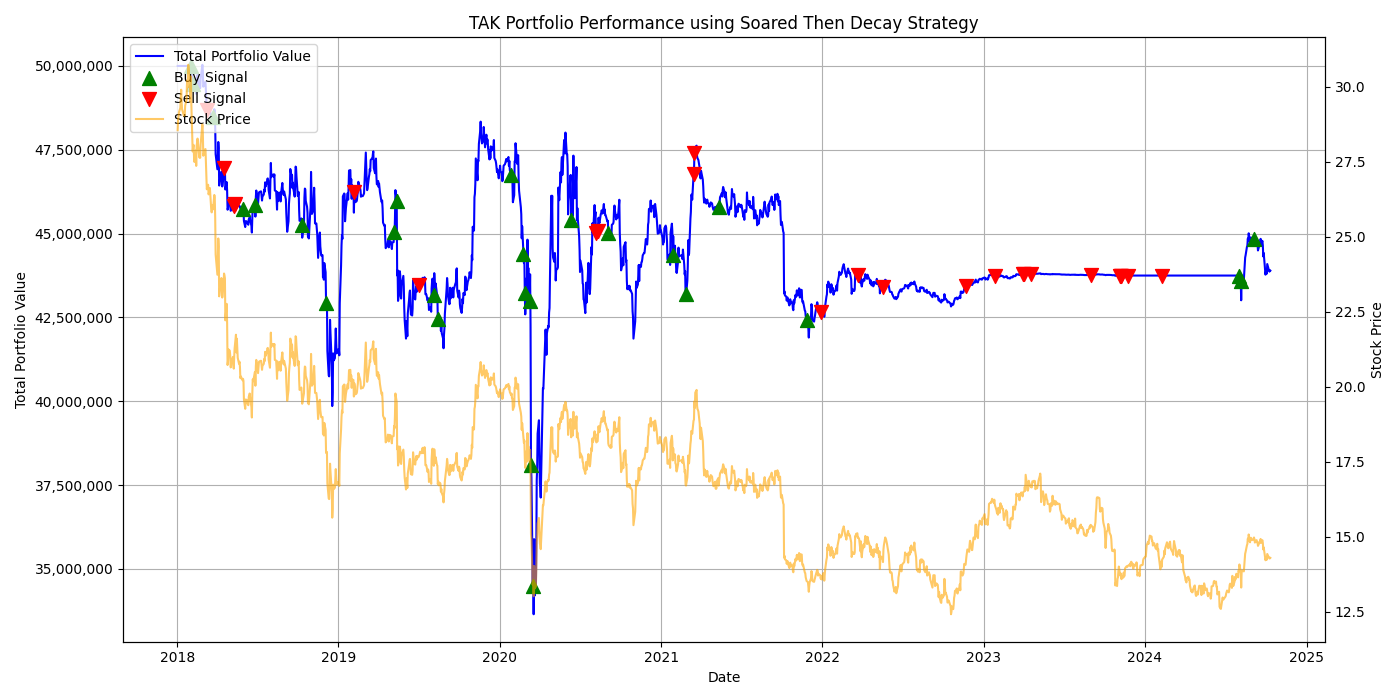 TAK Portfolio Performance using Soared Then Decay Strategy
Total Portfolio Value
Buy Signal
Sell Signal
Stock Price
50,000,000
47,500,000
45,000,000
42,500,000
40,000,000
37,500,000
35,000,000
Total Portfolio Value
30.0
27.5
25.0
22.5
20.0
17.5
15.0
12.5
Stock Price
2018 2019 2020 2021 2022 2023 2024 2025
Date